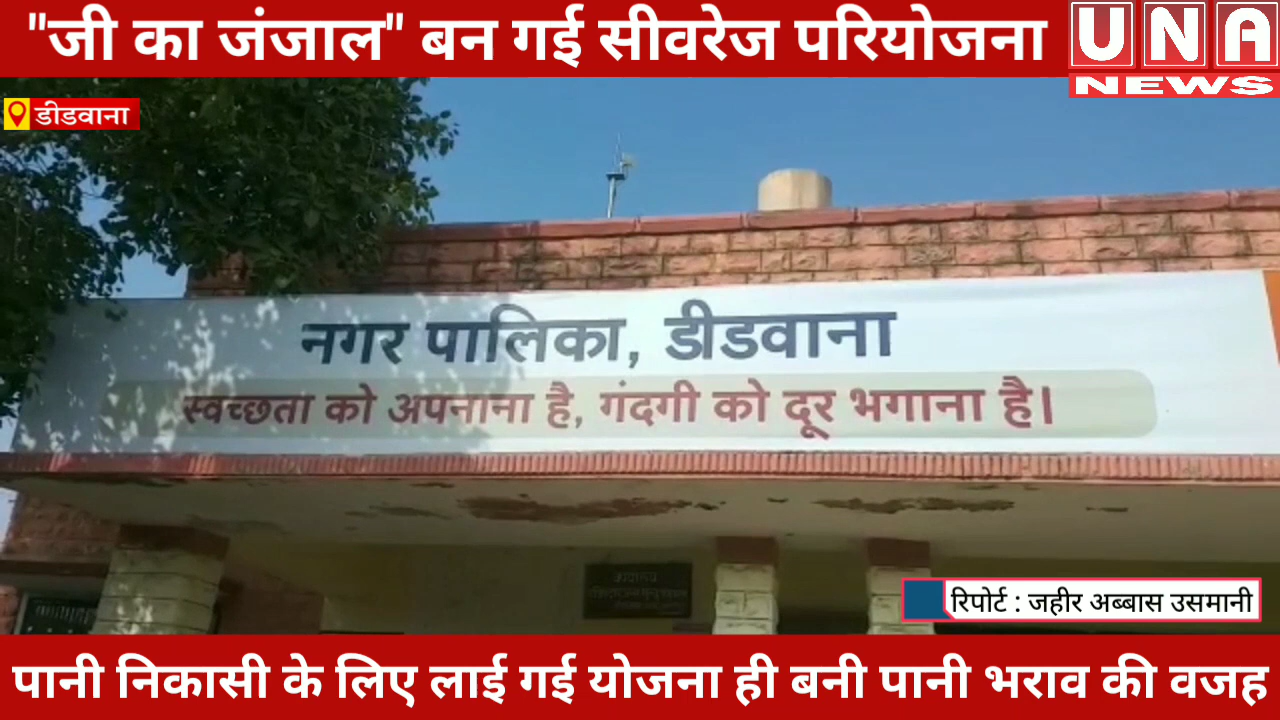 "जी का जंजाल" बन गई सीवरेज परियोजना
UNA
NEWS
डीडवाना
नगर पालिका, डीडवाना
स्वच्छता को अपनाना है, गंदगी को दूर भगाना है।
रिपोर्ट : जहीर अब्बास उसमानी
पानी निकासी के लिए लाई गई योजना ही बनी पानी भराव की वजह